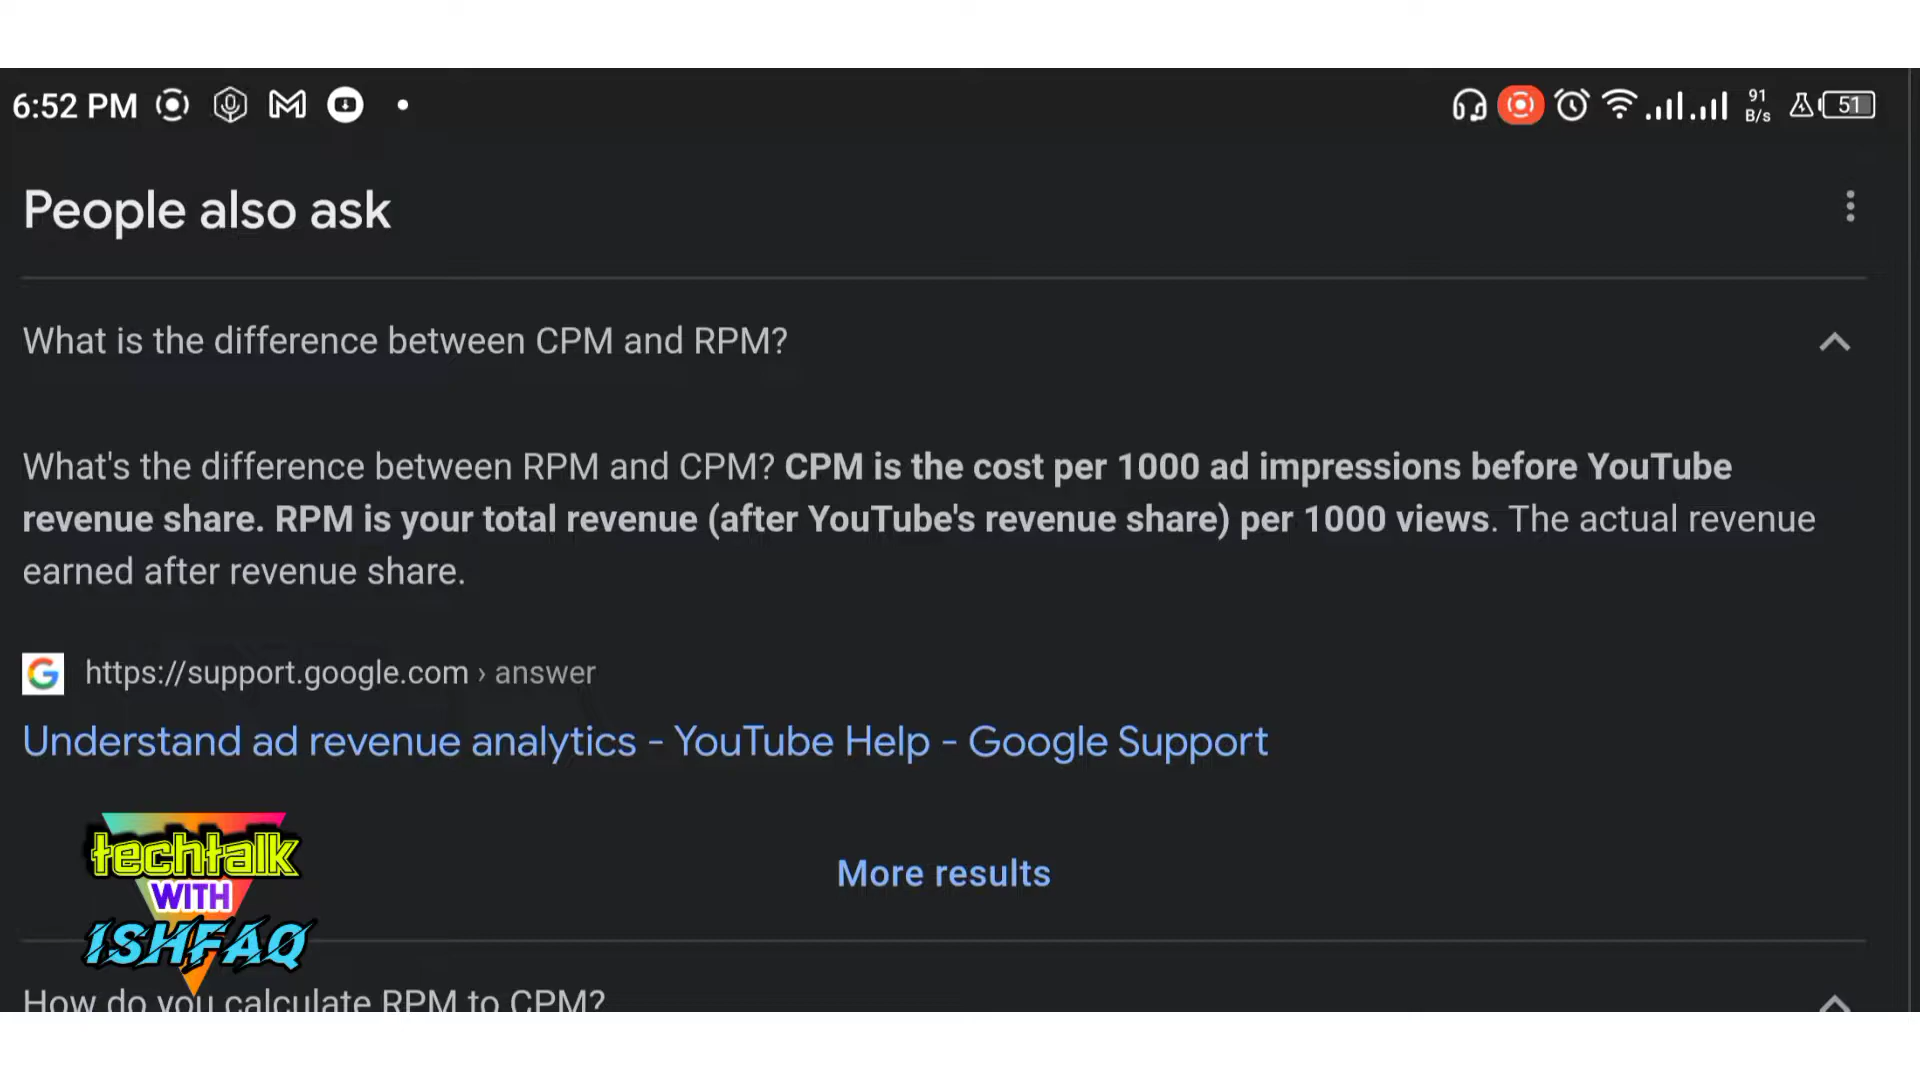 6:52 PM
91
B/s
51
People also ask
What is the difference between CPM and RPM?
What's the difference between RPM and CPM? CPM is the cost per 1000 ad impressions before YouTube
revenue share. RPM is your total revenue (after YouTube's revenue share) per 1000 views. The actual revenue
earned after revenue share.
https://support.google.com › answer
Understand ad revenue analytics - YouTube Help - Google Support
More results
techtalk
WITH
ISHFAQ
How do you calculate RPM to CPM?